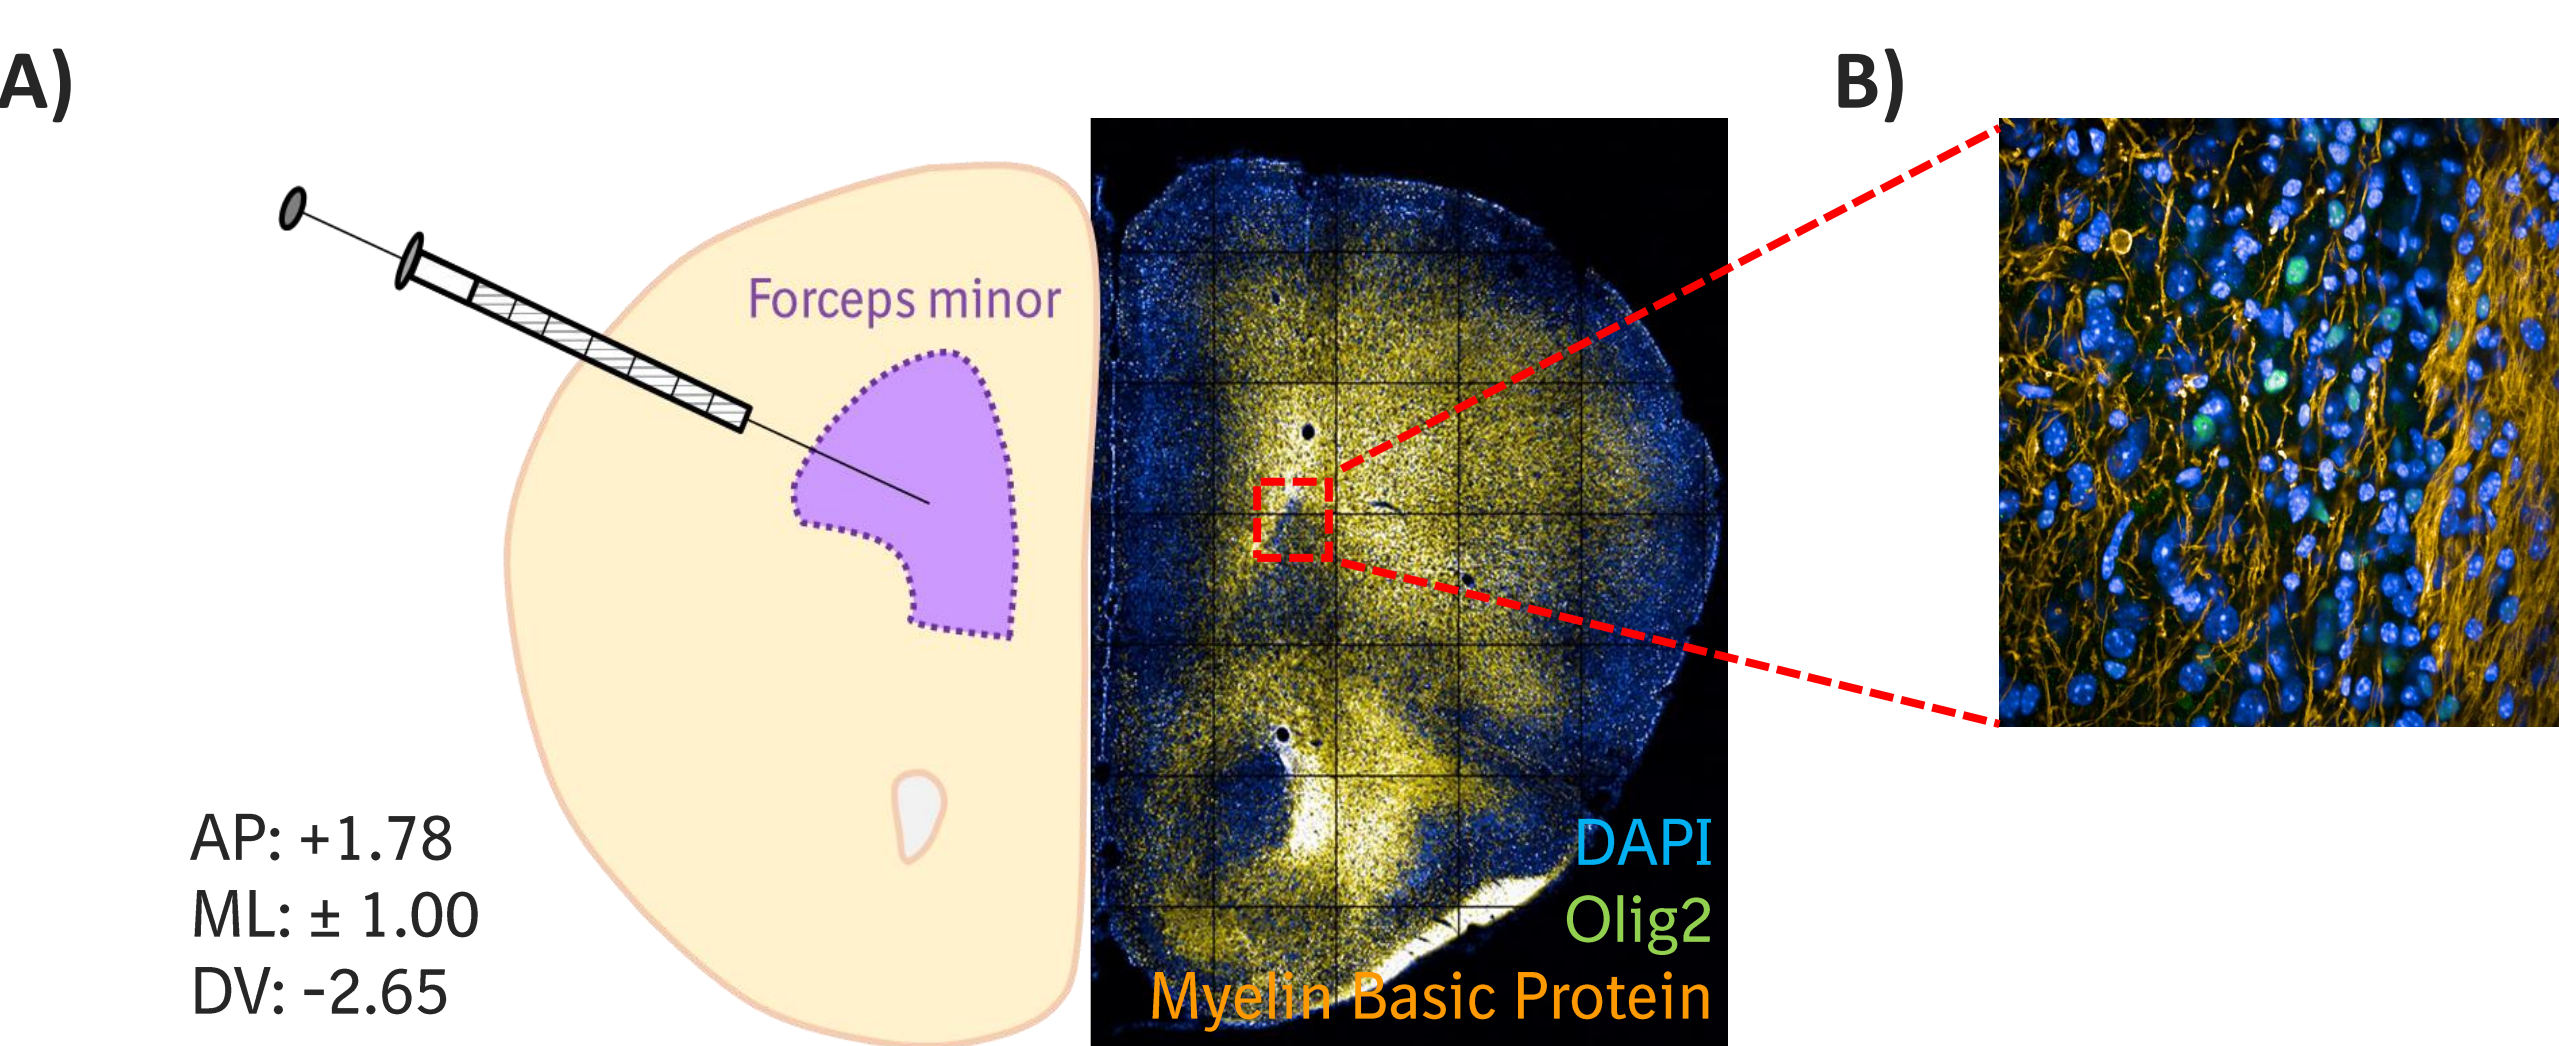 A)
B)
Forceps minor
AP: +1.78
ML: ± 1.00
DV: -2.65
DAPI
Olig2
Myelin Basic Protein